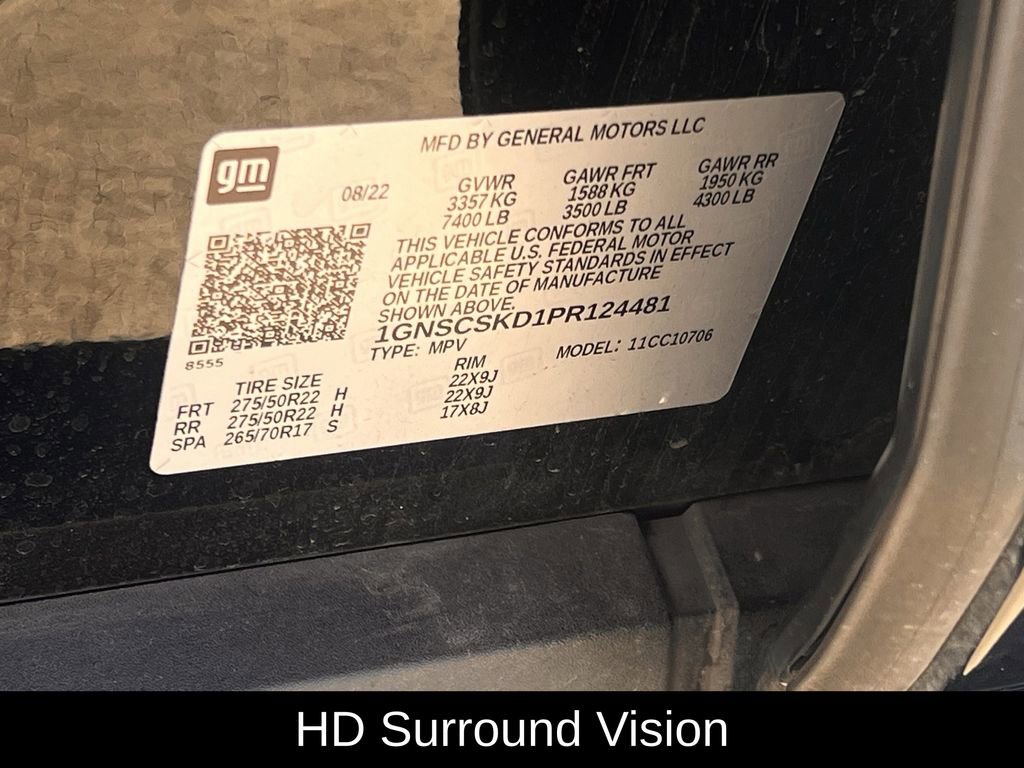 MFD BY GENERAL MOTORS LLC
gm
08/22
GVWR GAWR FRT GAWR RR
3357 KG 1588 KG 1950 KG
7400 LB 3500 LB 4300 LB
THIS VEHICLE CONFORMS TO ALL
APPLICABLE U.S. FEDERAL MOTOR
VEHICLE SAFETY STANDARDS IN EFFECT
ON THE DATE OF MANUFACTURE
SHOWN ABOVE.
1GNSCSKD1PR124481
8555
TYPE: MPV MODEL: 11CC10706
TIRE SIZE RIM
FRT 275/50R22 H 22X9J
RR 275/50R22 H 22X9J
SPA 265/70R17 S 17X8J
HD Surround Vision